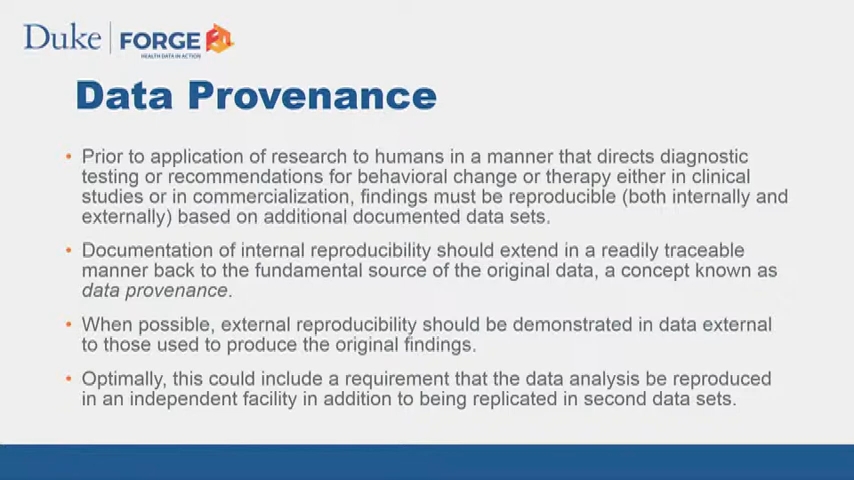 Duke FORGE
HEALTH DATA IN ACTION
Data Provenance
• Prior to application of research to humans in a manner that directs diagnostic
testing or recommendations for behavioral change or therapy either in clinical
studies or in commercialization, findings must be reproducible (both internally and
externally) based on additional documented data sets.
• Documentation of internal reproducibility should extend in a readily traceable
manner back to the fundamental source of the original data, a concept known as
data provenance.
• When possible, external reproducibility should be demonstrated in data external
to those used to produce the original findings.
• Optimally, this could include a requirement that the data analysis be reproduced
in an independent facility in addition to being replicated in second data sets.